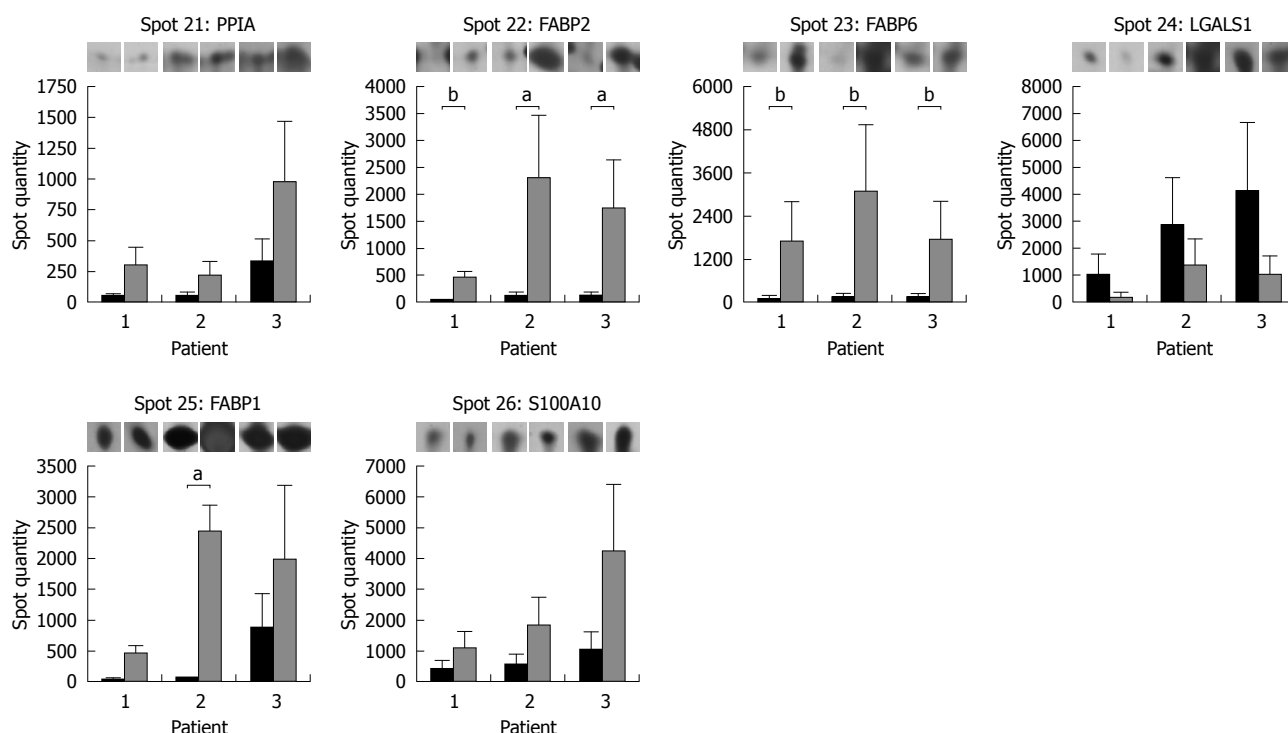 Spot 21: PPIA
1750
1500
1250
1000
750
500
250
0
Spot quantity
1 2 3
Patient
Spot 22: FABP2
4000
3500
3000
2500
2000
1500
1000
500
0
Spot quantity
b a a
1 2 3
Patient
Spot 23: FABP6
6000
4800
3600
2400
1200
0
Spot quantity
b b b
1 2 3
Patient
Spot 24: LGALS1
8000
7000
6000
5000
4000
3000
2000
1000
0
Spot quantity
1 2 3
Patient
Spot 25: FABP1
3500
3000
2500
2000
1500
1000
500
0
Spot quantity
a
1 2 3
Patient
Spot 26: S100A10
7000
6000
5000
4000
3000
2000
1000
0
Spot quantity
1 2 3
Patient